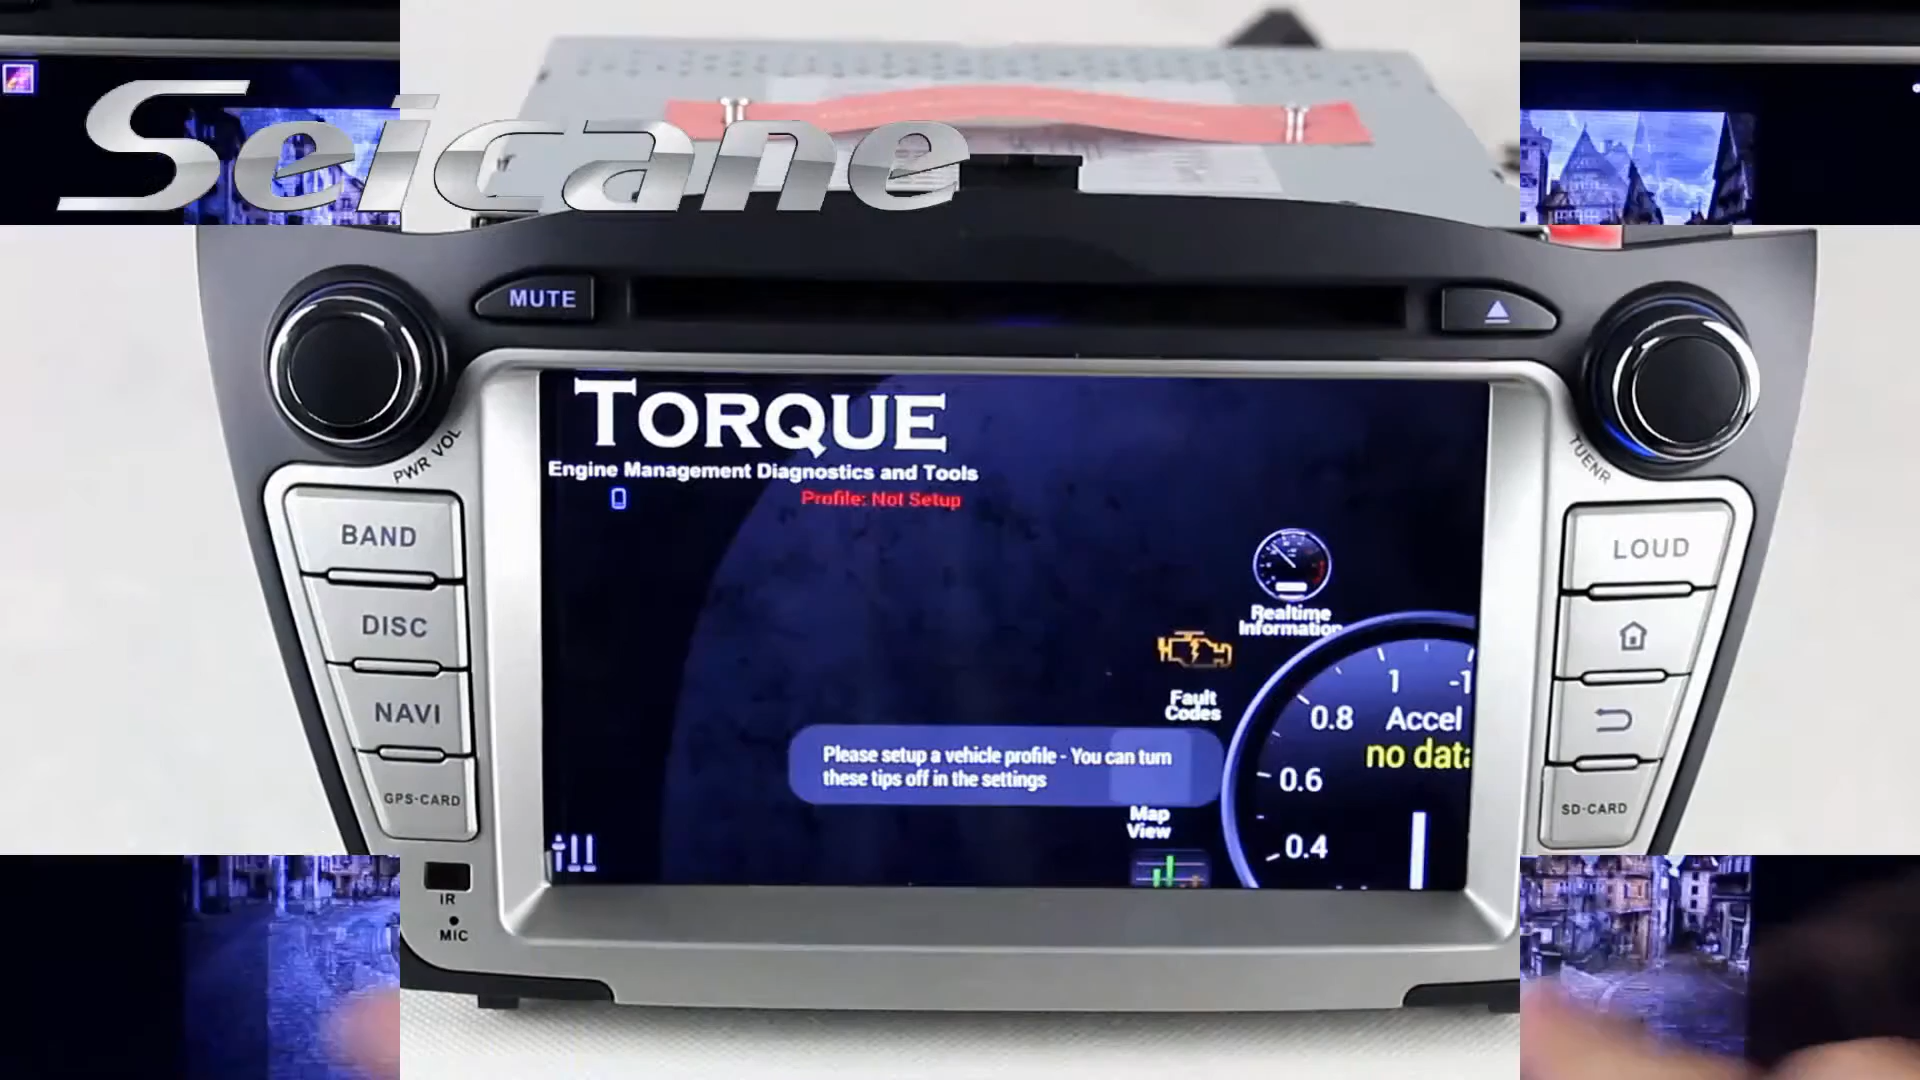 Seicane
MUTE
PWR VOL
TUENR
TORQUE
Engine Management Diagnostics and Tools
Profile: Not Setup
BAND
DISC
NAVI
GPS-CARD
IR
MIC
LOUD
SD-CARD
Realtime
Information
Fault
Codes
Please setup a vehicle profile - You can turn
these tips off in the settings
Map
View
1
-1
0.8
Accel
no data
0.6
0.4